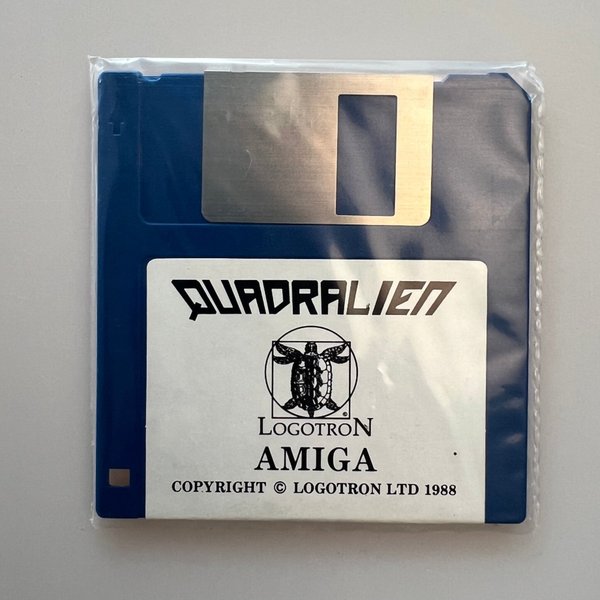 QUADRALIEN
©
LOGOTRON
AMIGA
COPYRIGHT © LOGOTRON LTD 1988